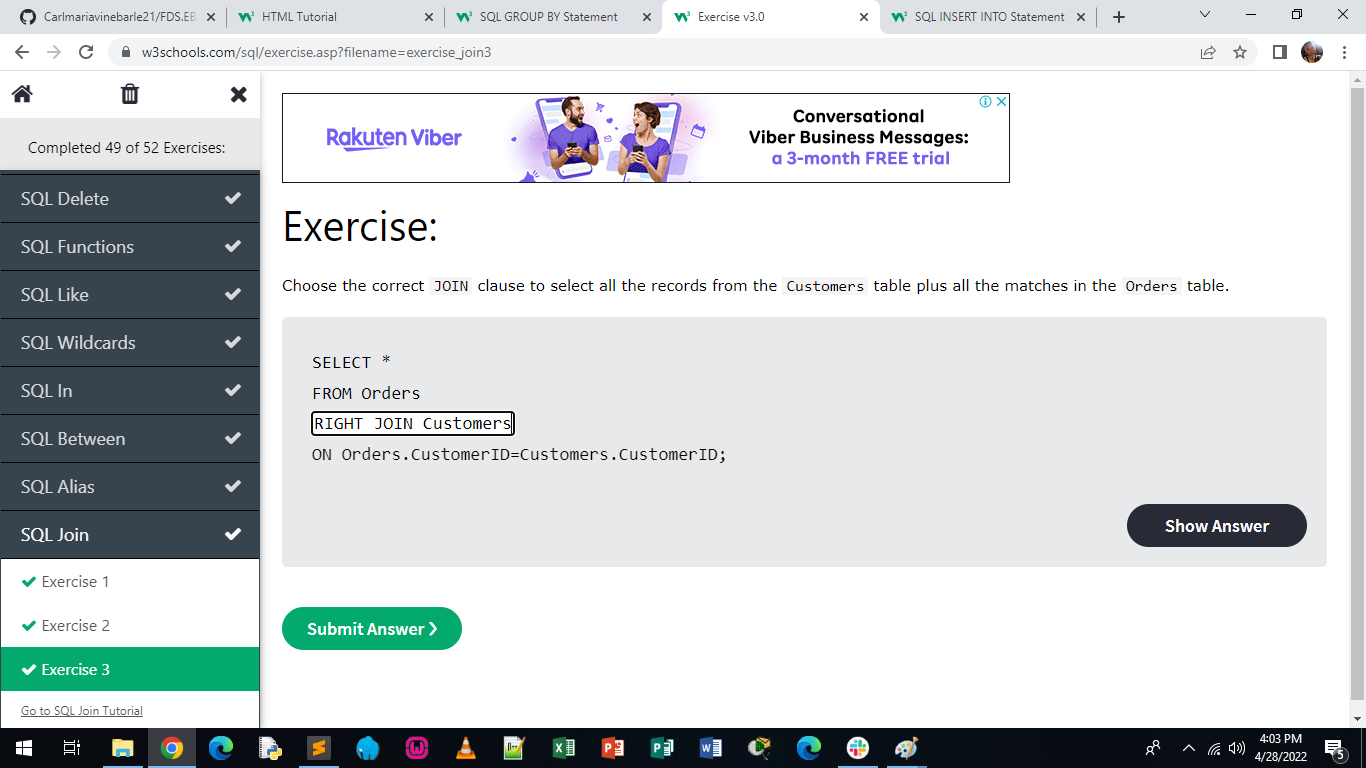 Carlmariavinebarle21/FDS.EB
HTML Tutorial
SQL GROUP BY Statement
Exercise v3.0
SQL INSERT INTO Statement
w3schools.com/sql/exercise.asp?filename=exercise_join3
Completed 49 of 52 Exercises:
SQL Delete
SQL Functions
SQL Like
SQL Wildcards
SQL In
SQL Between
SQL Alias
SQL Join
Exercise 1
Exercise 2
Exercise 3
Go to SQL Join Tutorial
Rakuten Viber
Conversational
Viber Business Messages:
a 3-month FREE trial
Exercise:
Choose the correct JOIN clause to select all the records from the Customers table plus all the matches in the Orders table.
SELECT *
FROM Orders
RIGHT JOIN Customers
ON Orders.CustomerID=Customers.CustomerID;
Show Answer
Submit Answer ❯
4:03 PM
4/28/2022
5